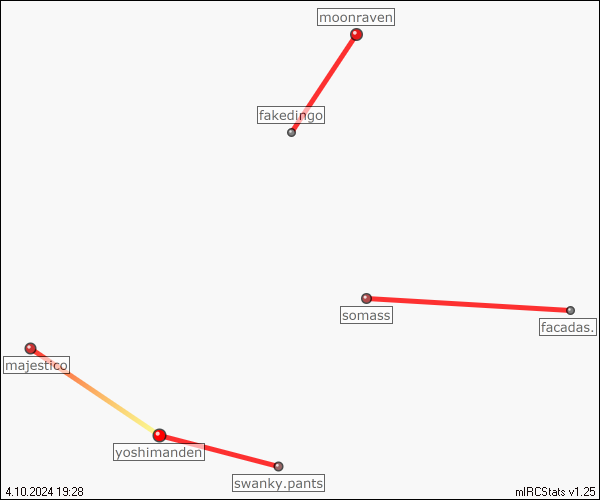 moonraven
fakedingo
somass
facadas.
majestico
yoshimanden
swanky.pants
4.10.2024 19:28
mIRCStats v1.25